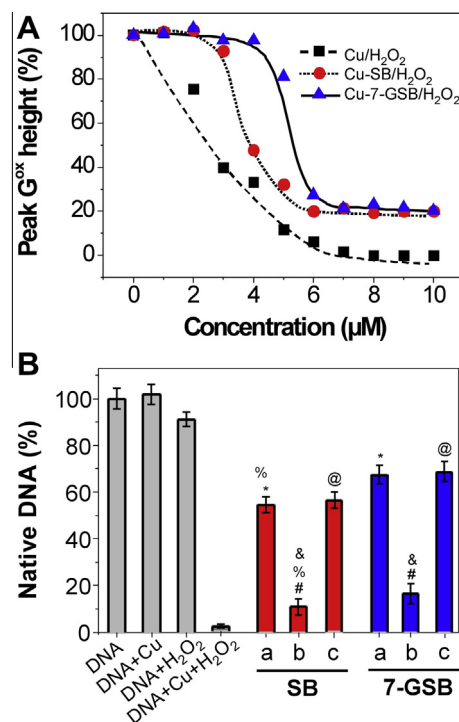 A
Peak G^ox height (%)
100
80
60
40
20
0
Cu/H₂O₂
Cu-SB/H₂O₂
Cu-7-GSB/H₂O₂
0 2 4 6 8 10
Concentration (µM)
B
Native DNA (%)
100
80
60
40
20
0
%
*
&
%
#
@
*
&
#
@
DNA
DNA+Cu
DNA+H₂O₂
DNA+Cu+H₂O₂
a b c a b c
SB 7-GSB